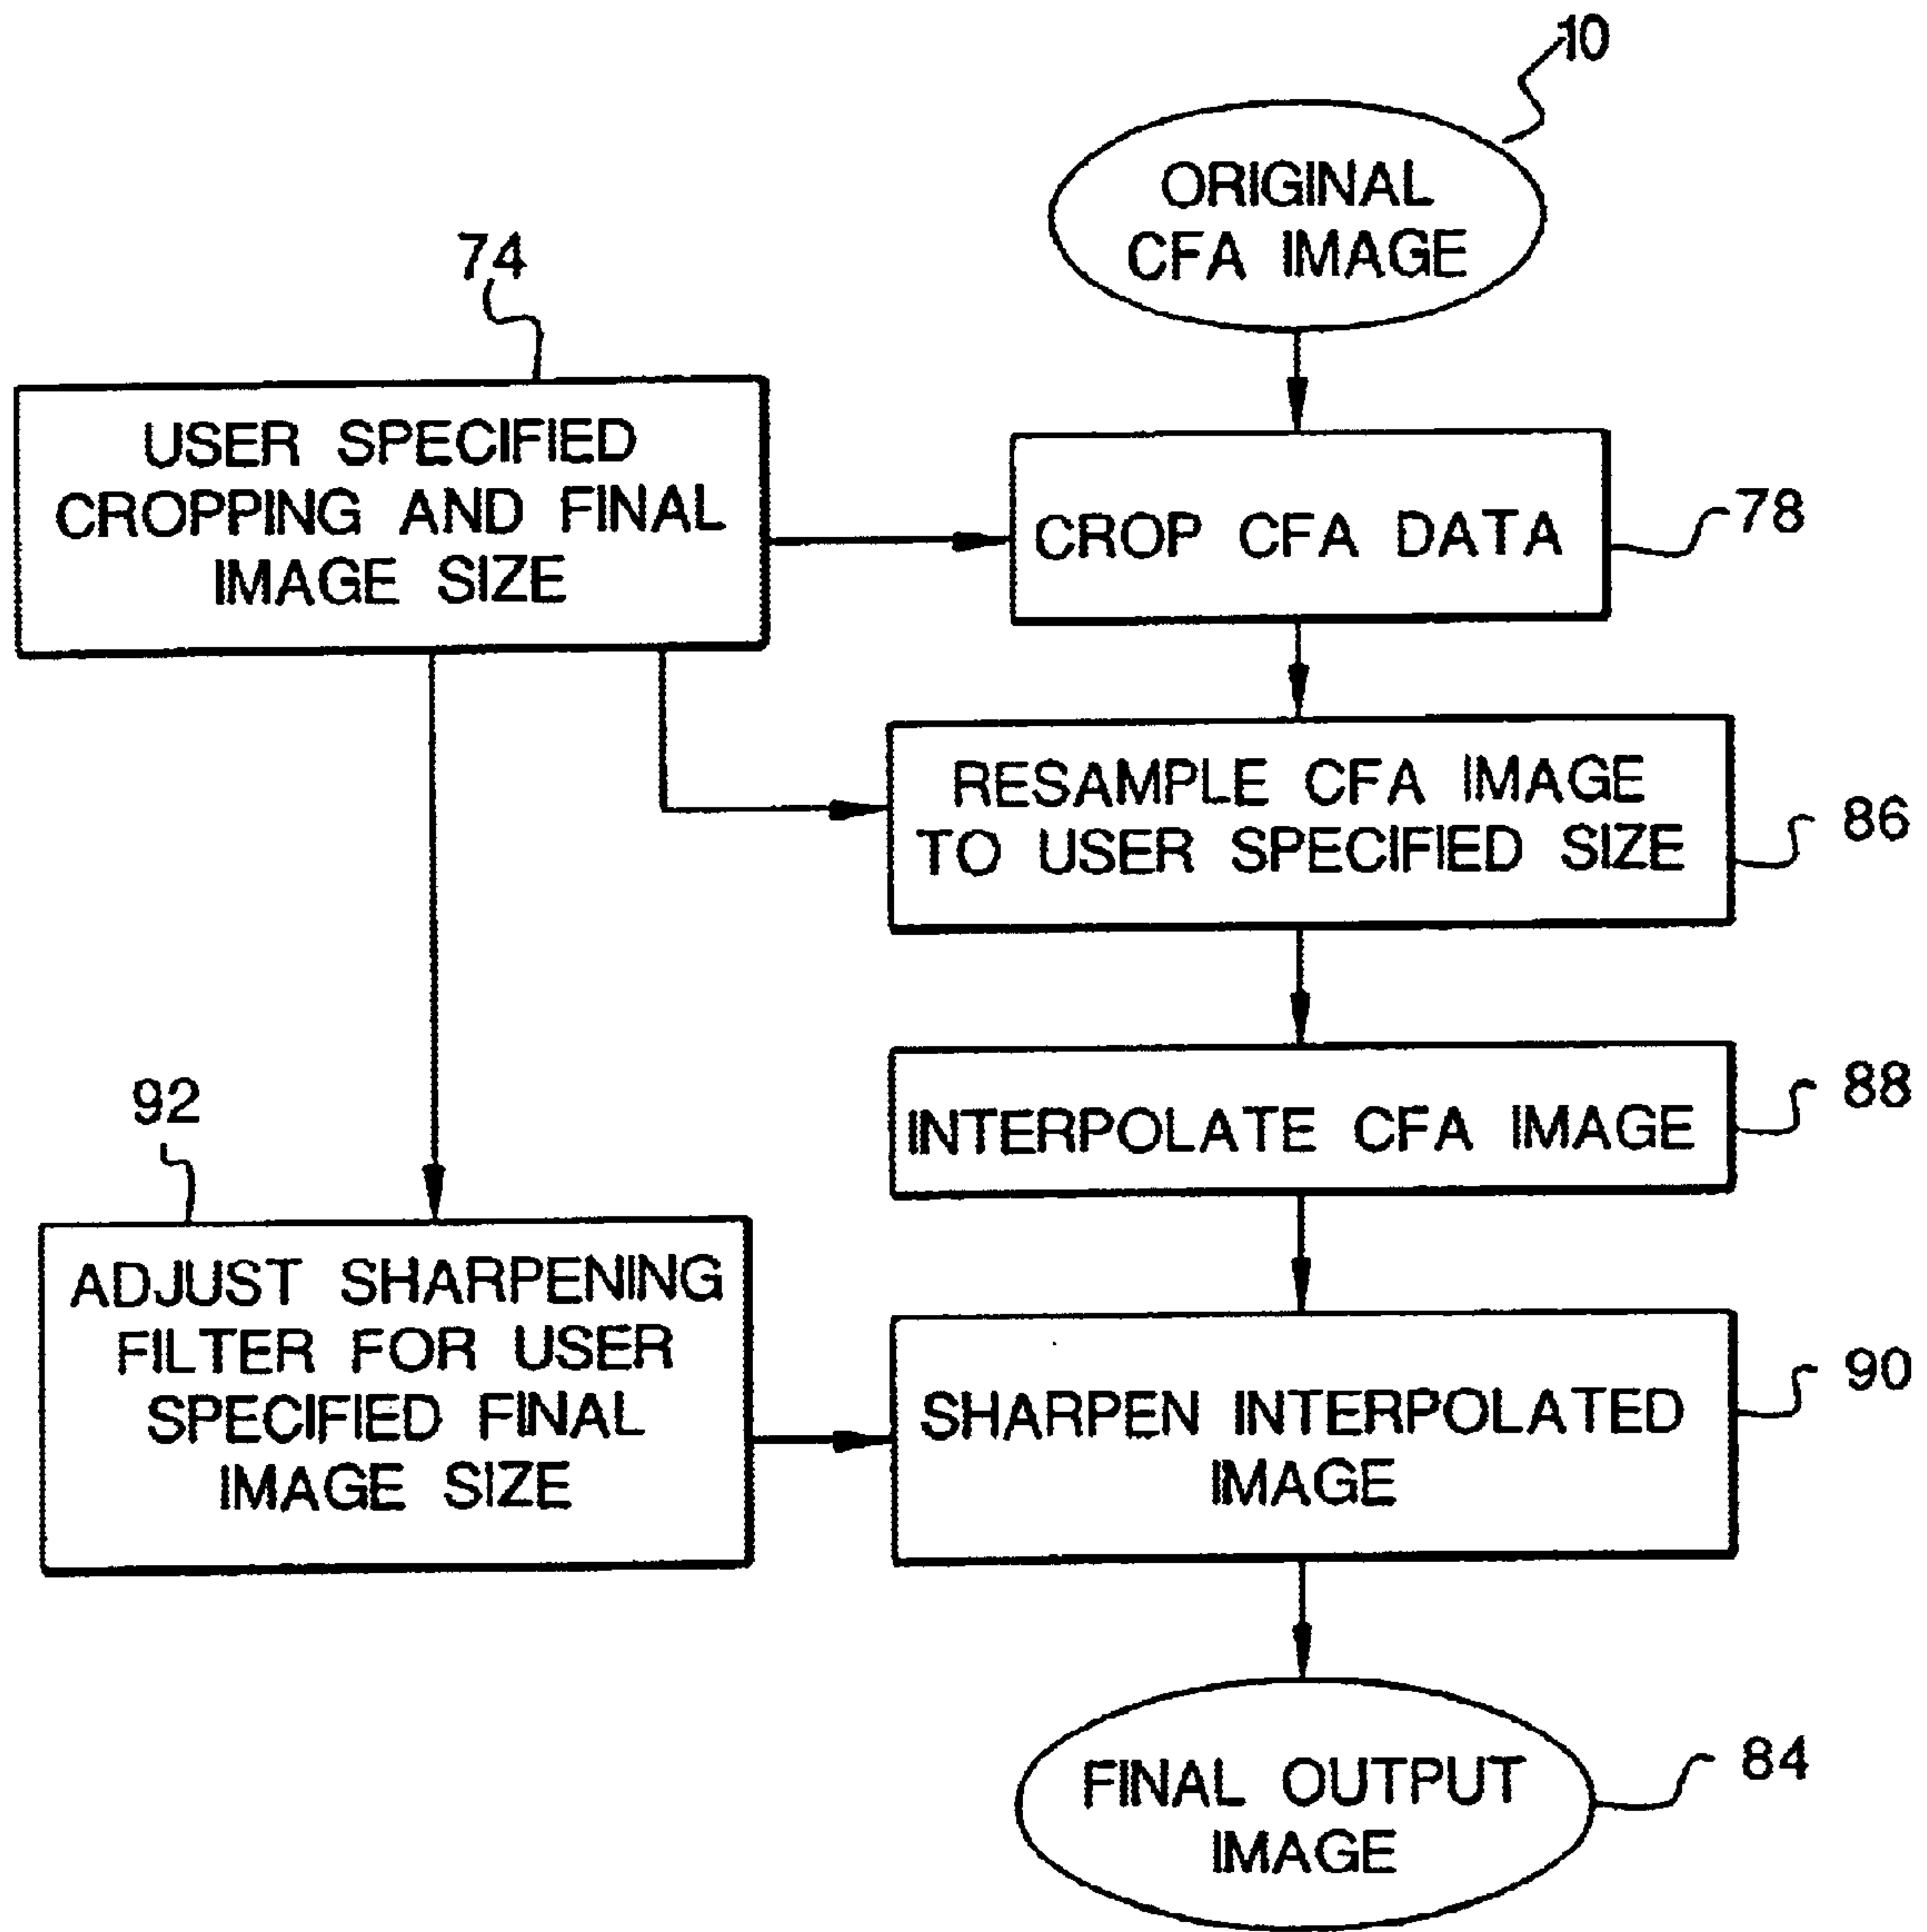 10
ORIGINAL
CFA IMAGE
74
USER SPECIFIED
CROPPING AND FINAL
IMAGE SIZE
CROP CFA DATA
78
RESAMPLE CFA IMAGE
TO USER SPECIFIED SIZE
86
INTERPOLATE CFA IMAGE
88
92
ADJUST SHARPENING
FILTER FOR USER
SPECIFIED FINAL
IMAGE SIZE
SHARPEN INTERPOLATED
IMAGE
90
FINAL OUTPUT
IMAGE
84